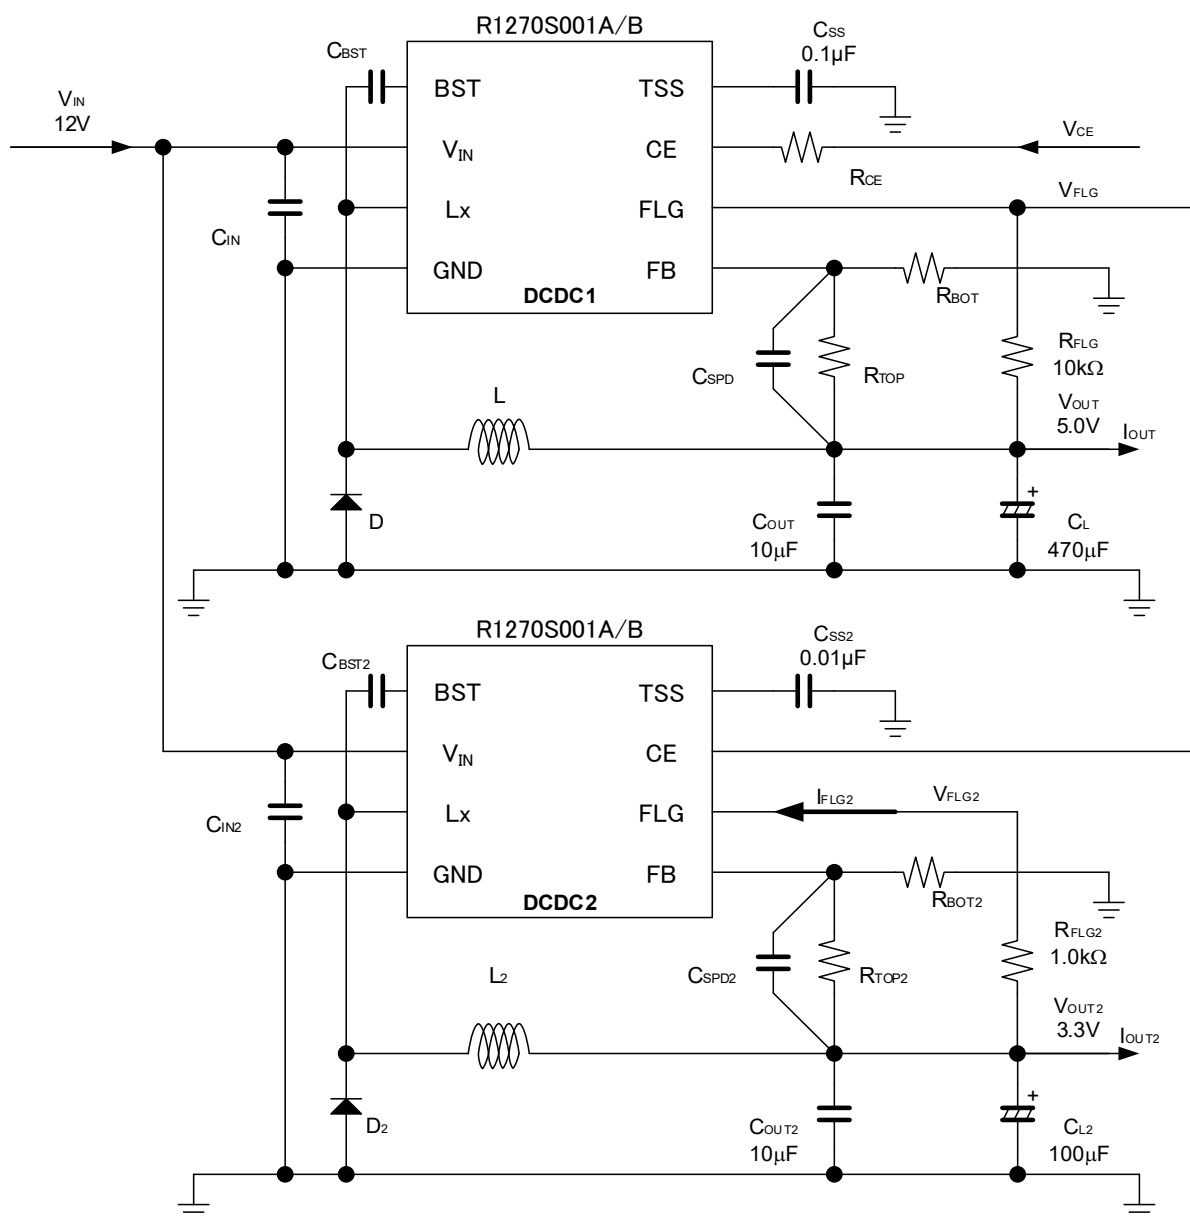 R1270S001A/B
CSS
0.1µF
CBST
BST
TSS
VIN
12V
VIN
CE
VCE
RCE
Lx
FLG
VFLG
CIN
GND
FB
RBOT
DCDC1
RFLG
10kΩ
CSPD
RTOP
L
VOUT
5.0V
IOUT
D
COUT
10μF
CL
470μF
+
R1270S001A/B
CSS2
0.01µF
CBST2
BST
TSS
VIN
CE
IFLG2
VFLG2
Lx
FLG
CIN2
GND
FB
RBOT2
DCDC2
RFLG2
1.0kΩ
CSPD2
RTOP2
L2
VOUT2
3.3V
IOUT2
D2
COUT2
10μF
CL2
100μF
+